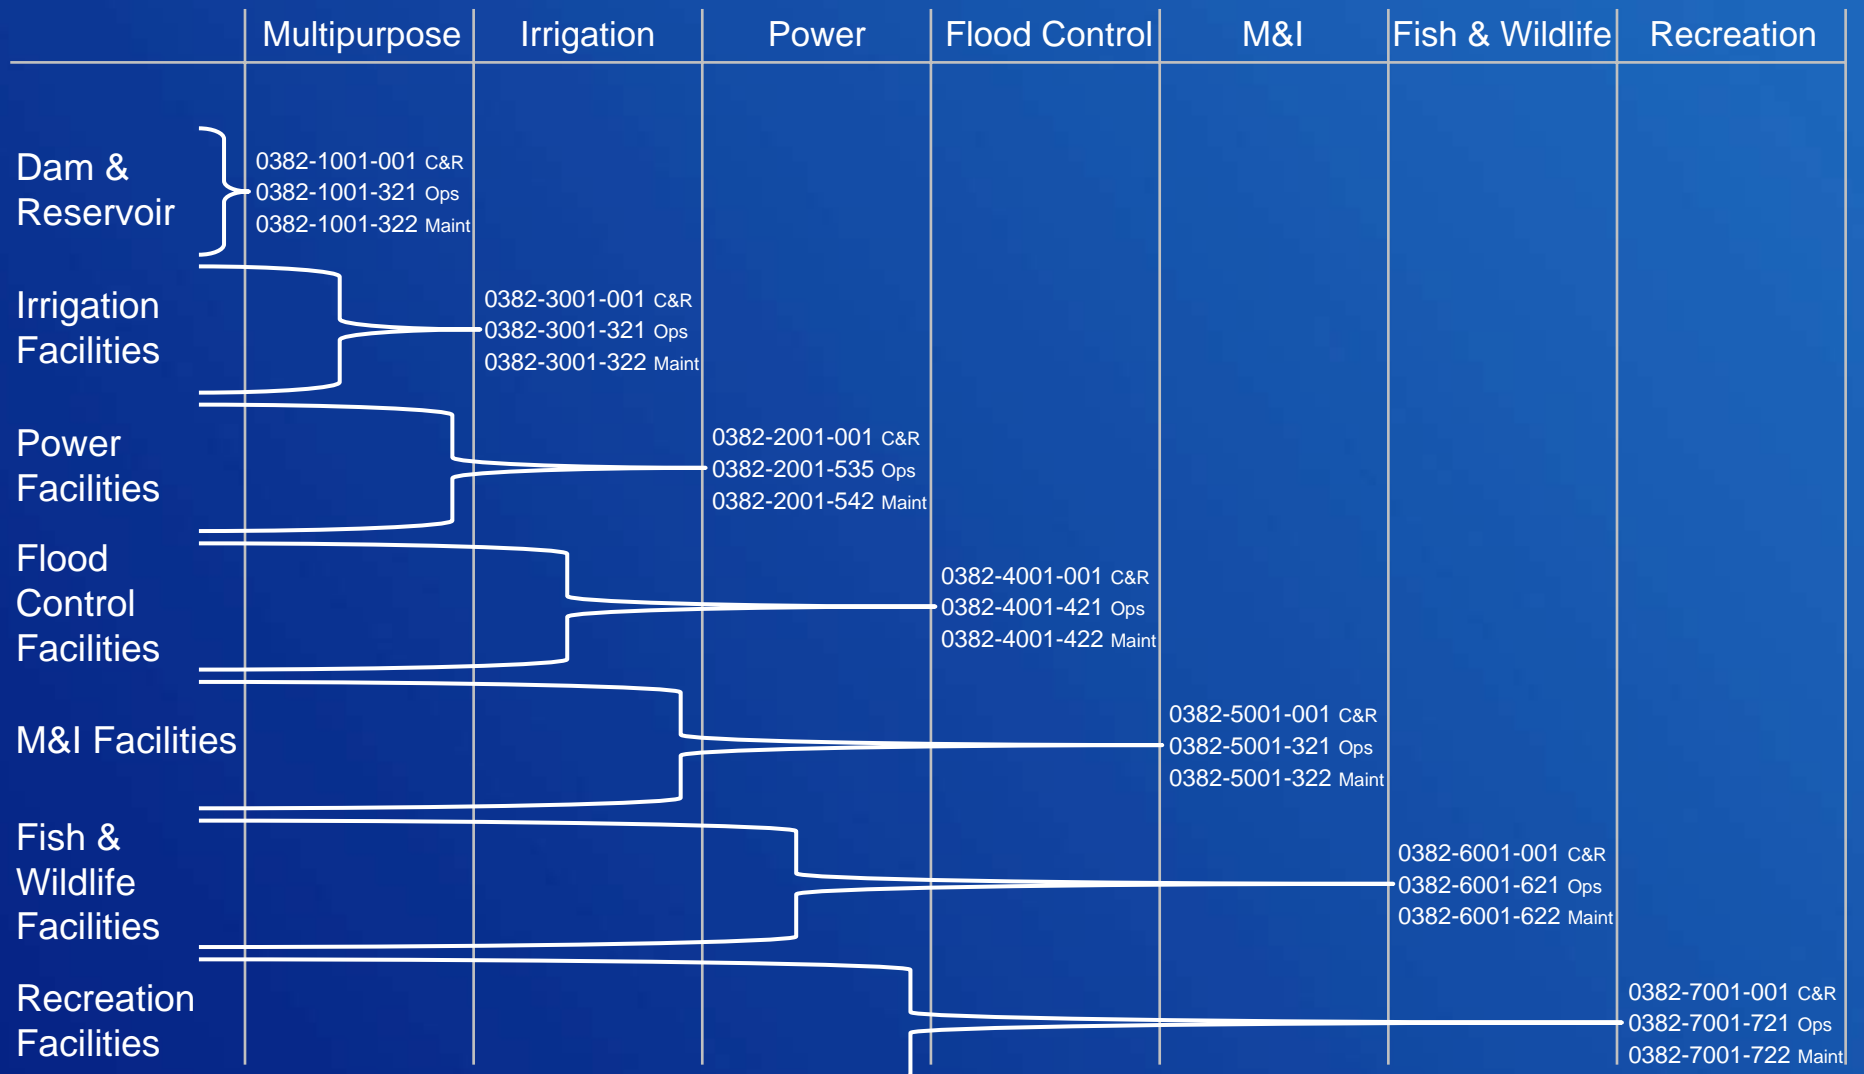 Multipurpose Irrigation Power Flood Control M&I Fish & Wildlife Recreation
Dam &
Reservoir
0382-1001-001 C&R
0382-1001-321 Ops
0382-1001-322 Maint
Irrigation
Facilities
0382-3001-001 C&R
0382-3001-321 Ops
0382-3001-322 Maint
Power
Facilities
0382-2001-001 C&R
0382-2001-535 Ops
0382-2001-542 Maint
Flood
Control
Facilities
0382-4001-001 C&R
0382-4001-421 Ops
0382-4001-422 Maint
M&I Facilities
0382-5001-001 C&R
0382-5001-321 Ops
0382-5001-322 Maint
Fish &
Wildlife
Facilities
0382-6001-001 C&R
0382-6001-621 Ops
0382-6001-622 Maint
Recreation
Facilities
0382-7001-001 C&R
0382-7001-721 Ops
0382-7001-722 Maint